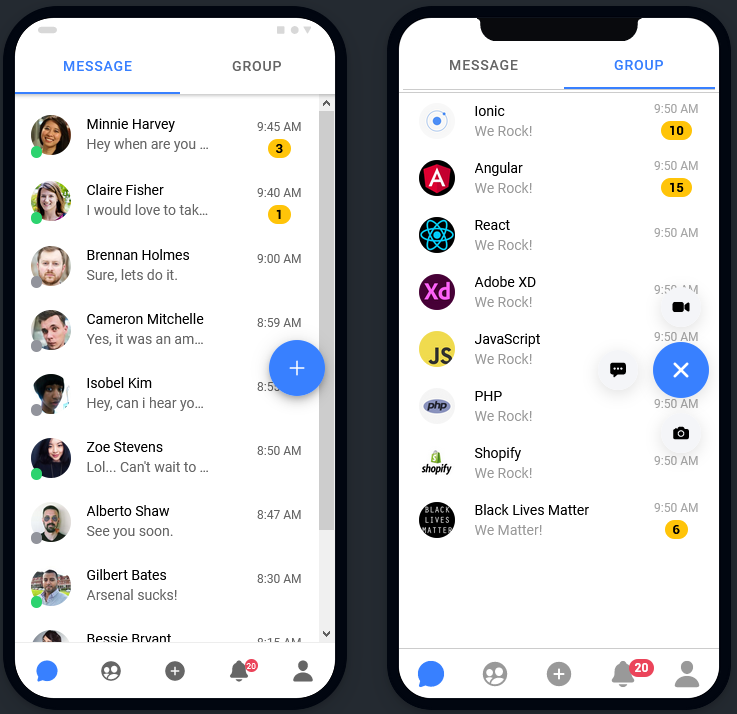 MESSAGE GROUP
Minnie Harvey
9:45 AM
Hey when are you ...
3
Claire Fisher
9:40 AM
I would love to tak...
1
Brennan Holmes
9:00 AM
Sure, lets do it.
Cameron Mitchelle
8:59 AM
Yes, it was an am...
Isobel Kim
Hey, can i hear yo...
Zoe Stevens
8:50 AM
Lol... Can't wait to ...
Alberto Shaw
8:47 AM
See you soon.
Gilbert Bates
8:30 AM
Arsenal sucks!
Bessie Bryant
8:15 AM
20
MESSAGE GROUP
Ionic
9:50 AM
We Rock!
10
Angular
9:50 AM
We Rock!
15
React
9:50 AM
We Rock!
Xd
Adobe XD
9:50 AM
We Rock!
JS
JavaScript
9:50 AM
We Rock!
php
PHP
9:50 AM
We Rock!
shopify
Shopify
9:50 AM
We Rock!
BLACK
LIVES
MATTER
Black Lives Matter
9:50 AM
We Matter!
6
20